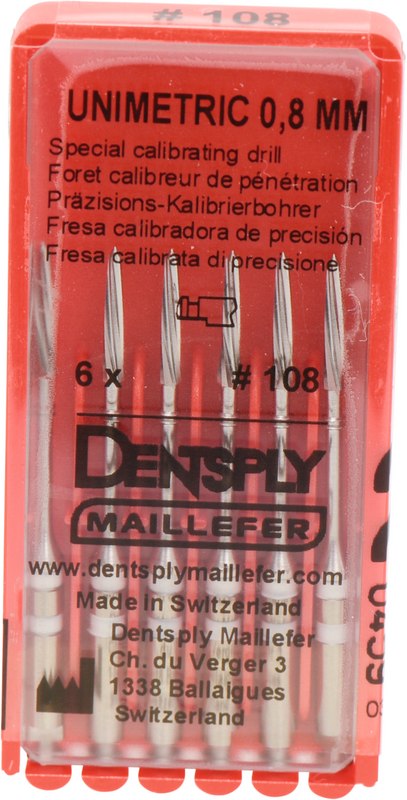 # 108
UNIMETRIC 0,8 MM
Special calibrating drill
Foret calibreur de pénétration
Präzisions-Kalibrierbohrer
Fresa calibradora de precisión
Fresa calibrata di precisione
6 x # 108
DENTSPLY
MAILLEFER
www.dentsplymaillefer.com
Made in Switzerland
Dentsply Maillefer
Ch. du Verger 3
1338 Ballaigues
Switzerland